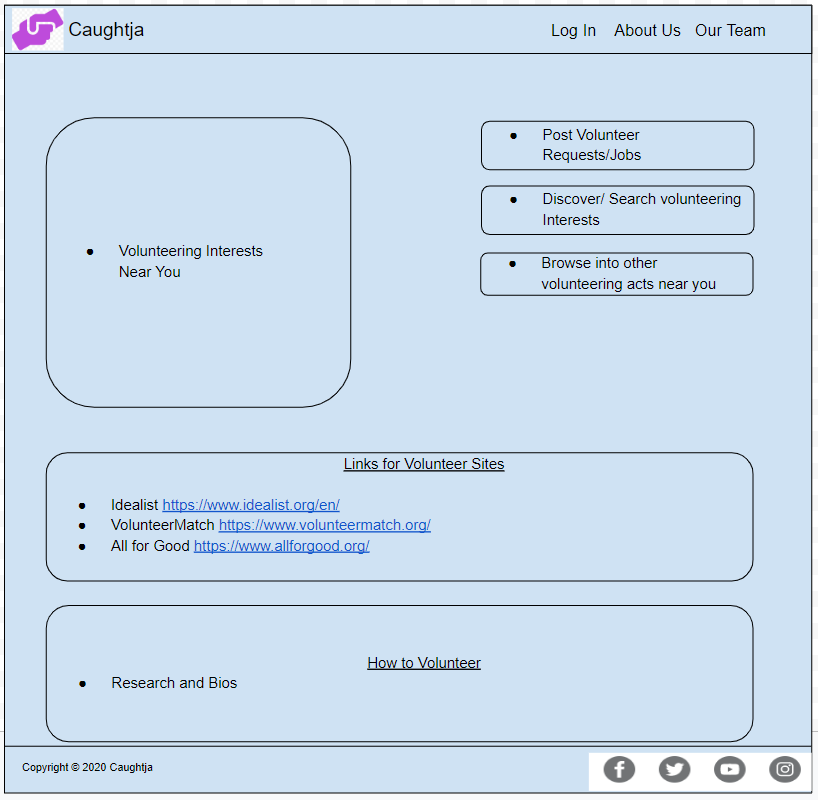 Caughtja
Log In About Us Our Team
● Post Volunteer
Requests/Jobs
● Discover/ Search volunteering
Interests
● Browse into other
volunteering acts near you
● Volunteering Interests
Near You
Links for Volunteer Sites
● Idealist https://www.idealist.org/en/
● VolunteerMatch https://www.volunteermatch.org/
● All for Good https://www.allforgood.org/
How to Volunteer
● Research and Bios
Copyright © 2020 Caughtja